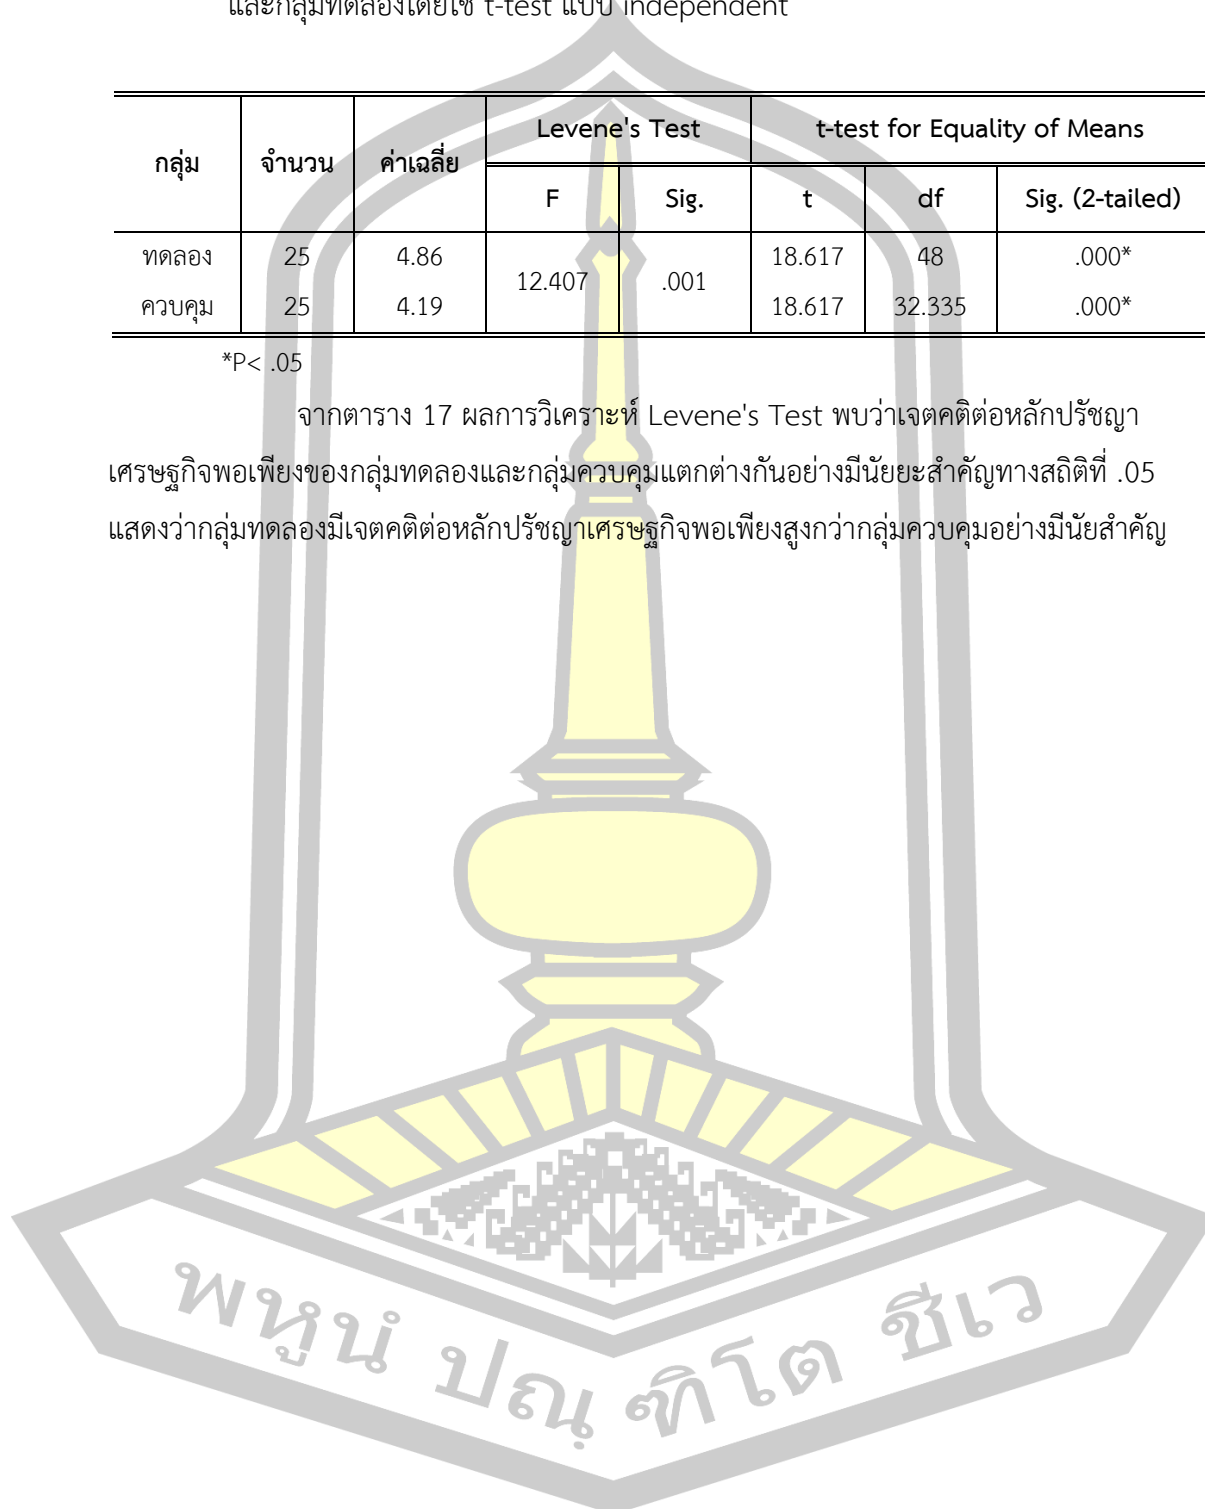 และกลุ่มทดลองโดยใช้ t-test แบบ independent
กลุ่ม จำนวน ค่าเฉลี่ย Levene's Test t-test for Equality of Means
F Sig. t df Sig. (2-tailed)
ทดลอง 25 4.86 12.407 .001 18.617 48 .000*
ควบคุม 25 4.19 18.617 32.335 .000*
*P< .05
จากตาราง 17 ผลการวิเคราะห์ Levene's Test พบว่าเจตคติต่อหลักปรัชญา
เศรษฐกิจพอเพียงของกลุ่มทดลองและกลุ่มควบคุมแตกต่างกันอย่างมีนัยยะสำคัญทางสถิติที่ .05
แสดงว่ากลุ่มทดลองมีเจตคติต่อหลักปรัชญาเศรษฐกิจพอเพียงสูงกว่ากลุ่มควบคุมอย่างมีนัยสำคัญ
พหูนํ ปณฺ ฑิโต ชีเว